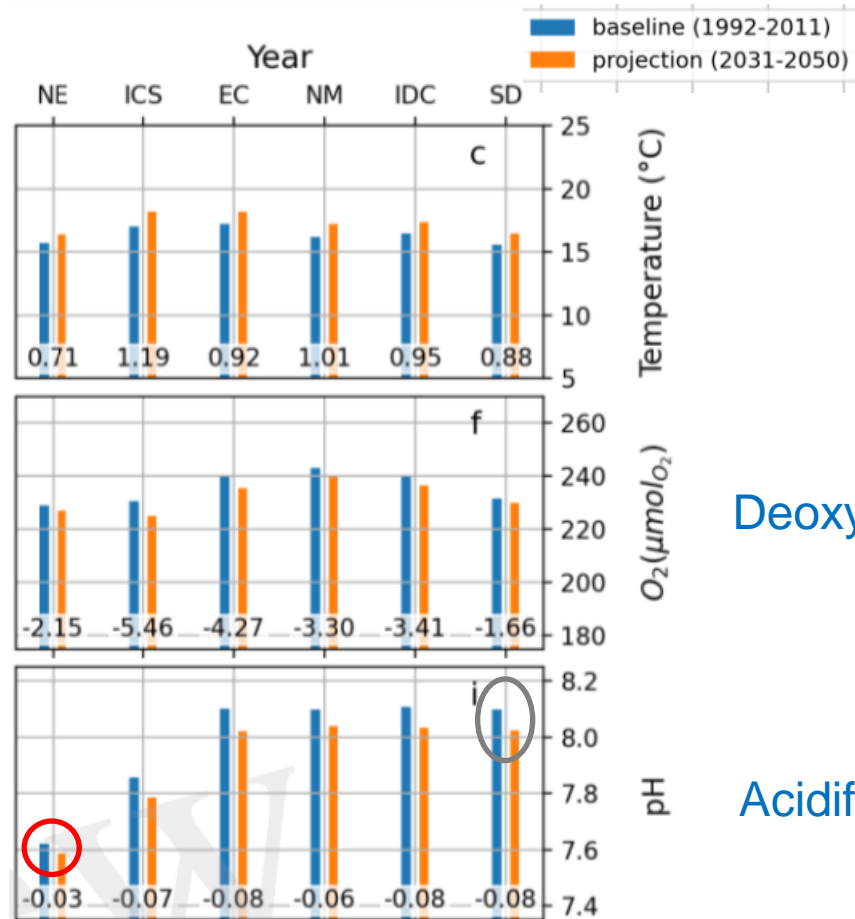 baseline (1992-2011)
projection (2031-2050)
Year
NE ICS EC NM IDC SD
c
25
20
15
10
5
Temperature (°C)
0.71 1.19 0.92 1.01 0.95 0.88
f
260
240
220
200
180
O₂(μmol_O₂)
-2.15 -5.46 -4.27 -3.30 -3.41 -1.66
Deoxy
i
8.2
8.0
7.8
7.6
7.4
pH
-0.03 -0.07 -0.08 -0.06 -0.08 -0.08
Acidif